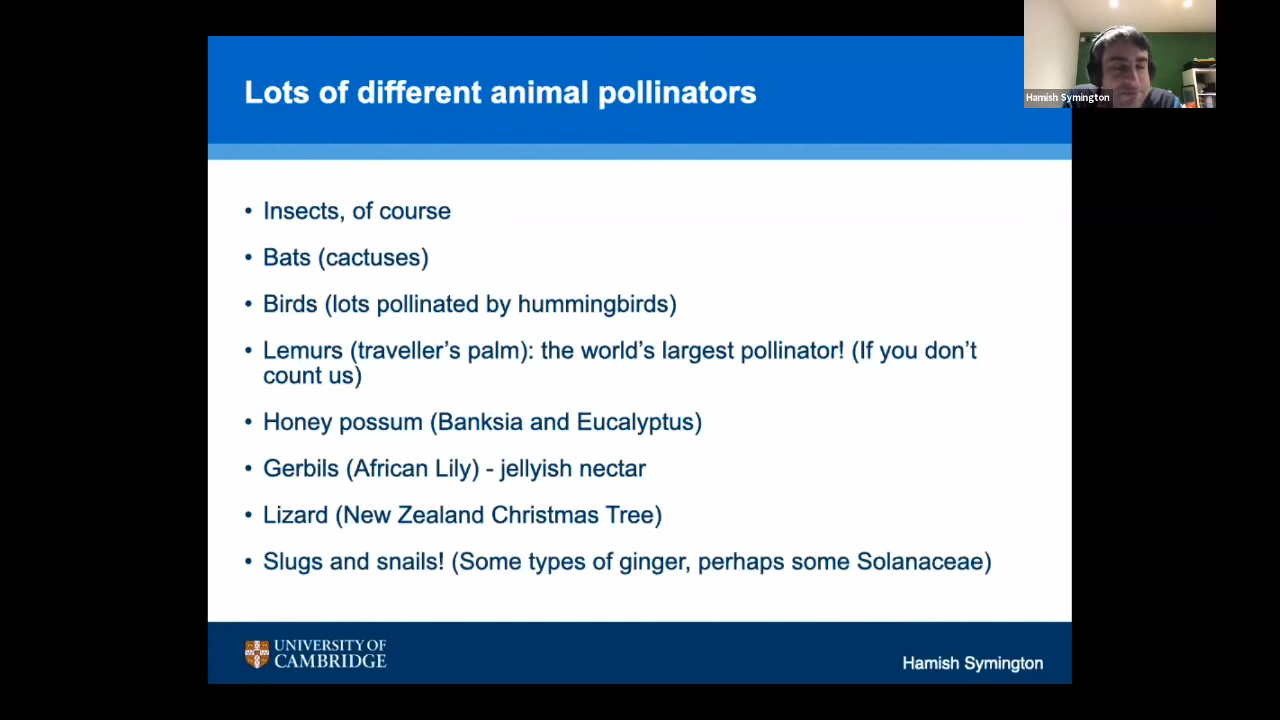 Lots of different animal pollinators
Hamish Symington
• Insects, of course
• Bats (cactuses)
• Birds (lots pollinated by hummingbirds)
• Lemurs (traveller’s palm): the world’s largest pollinator! (If you don’t
count us)
• Honey possum (Banksia and Eucalyptus)
• Gerbils (African Lily) - jellyish nectar
• Lizard (New Zealand Christmas Tree)
• Slugs and snails! (Some types of ginger, perhaps some Solanaceae)
UNIVERSITY OF
CAMBRIDGE
Hamish Symington